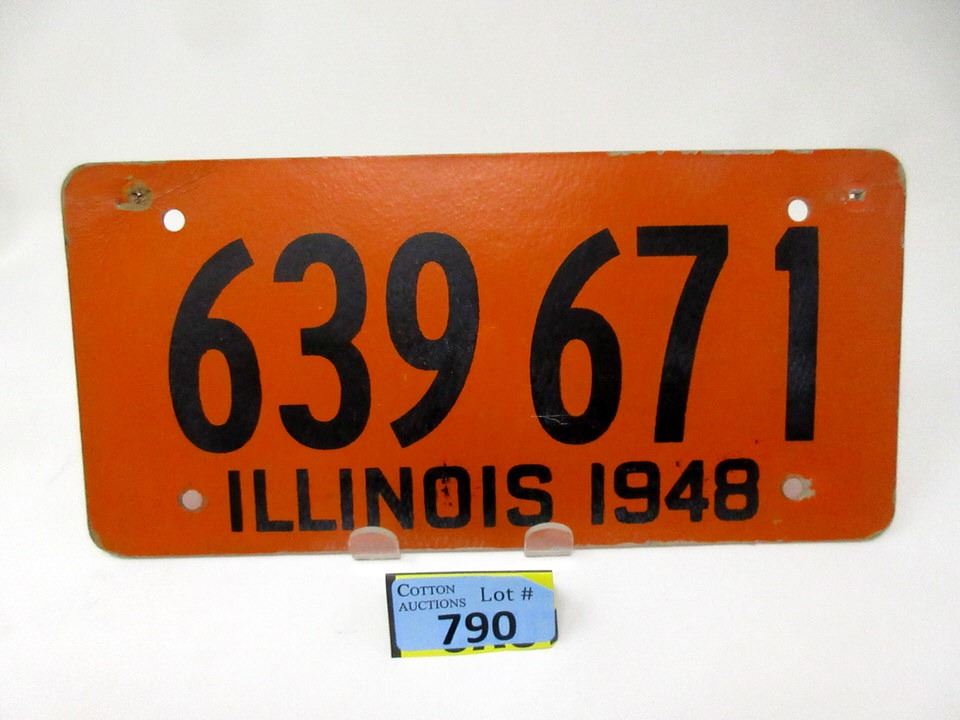 639 671
ILLINOIS 1948
COTTON AUCTIONS Lot #
790